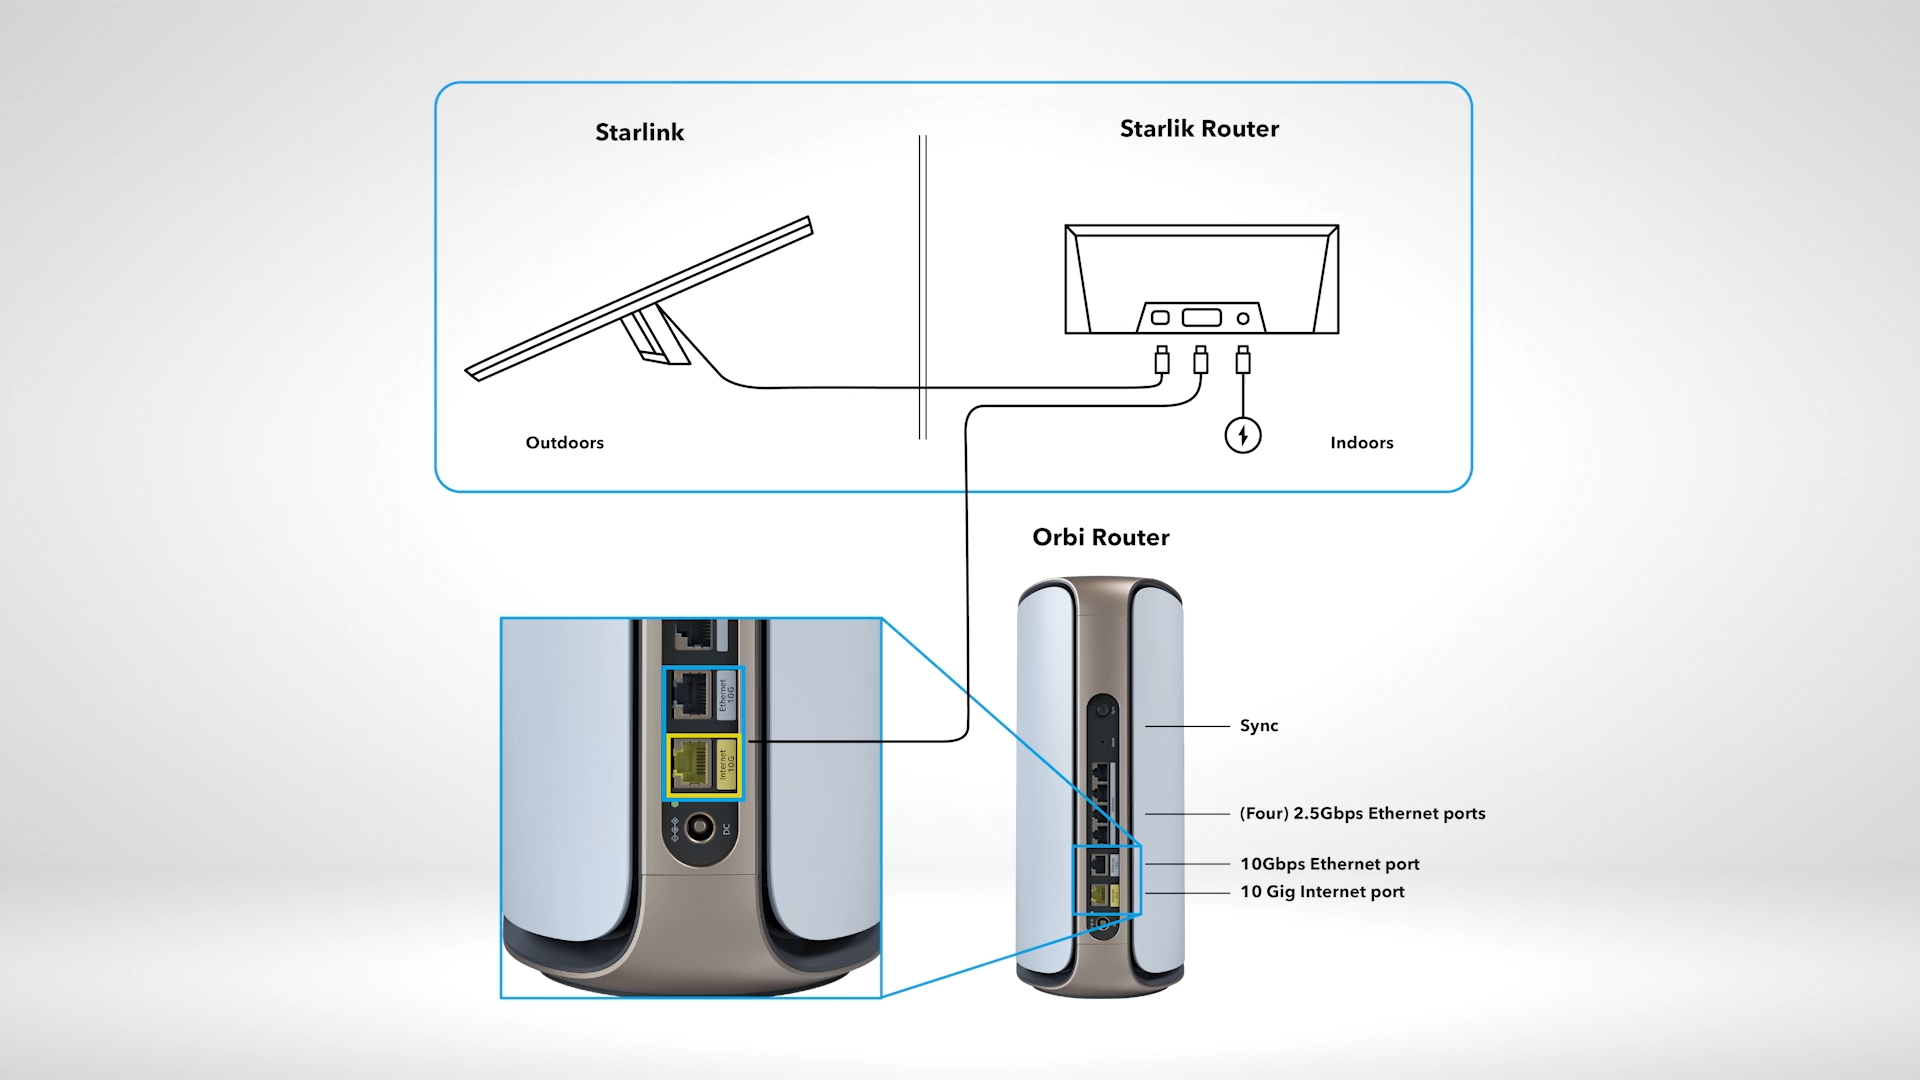 Starlink
Starlik Router
Outdoors
Indoors
Orbi Router
Ethernet
10G
Internet
10G
DC
Sync
(Four) 2.5Gbps Ethernet ports
10Gbps Ethernet port
10 Gig Internet port